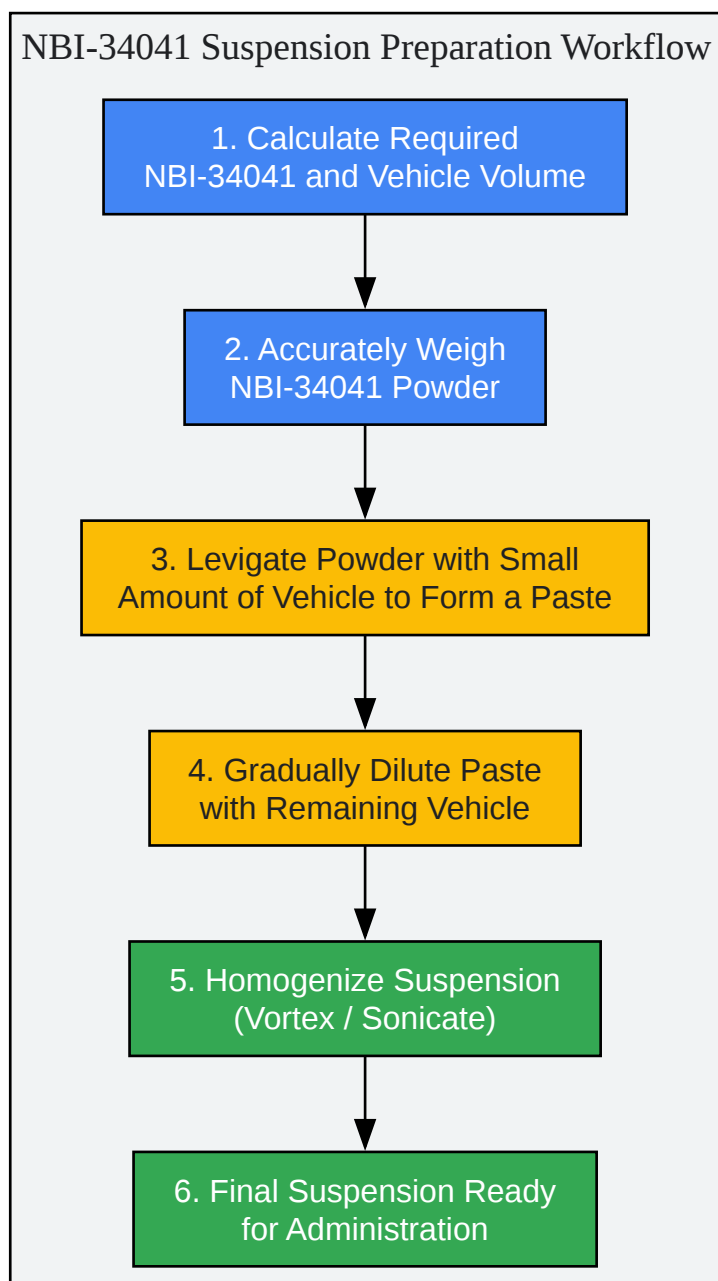 NBI-34041 Suspension Preparation Workflow
1. Calculate Required
NBI-34041 and Vehicle Volume
2. Accurately Weigh
NBI-34041 Powder
3. Levigate Powder with Small
Amount of Vehicle to Form a Paste
4. Gradually Dilute Paste
with Remaining Vehicle
5. Homogenize Suspension
(Vortex / Sonicate)
6. Final Suspension Ready
for Administration